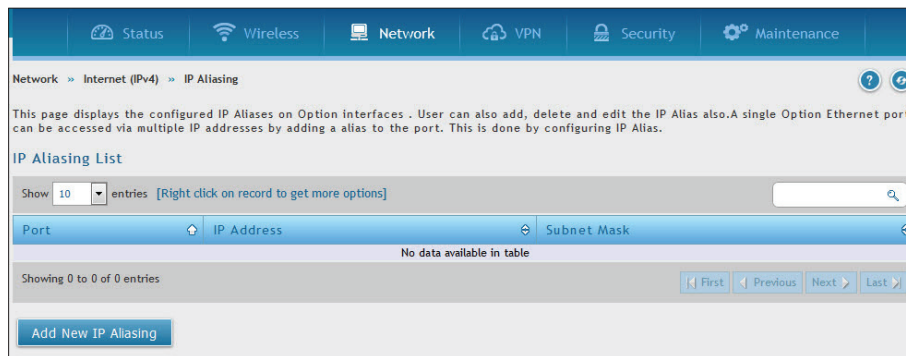 Status Wireless Network VPN Security Maintenance
Network » Internet (IPv4) » IP Aliasing
This page displays the configured IP Aliases on Option interfaces . User can also add, delete and edit the IP Alias also.A single Option Ethernet port
can be accessed via multiple IP addresses by adding a alias to the port. This is done by configuring IP Alias.
IP Aliasing List
Show 10 entries [Right click on record to get more options]
Port IP Address Subnet Mask
No data available in table
Showing 0 to 0 of 0 entries First Previous Next Last
Add New IP Aliasing